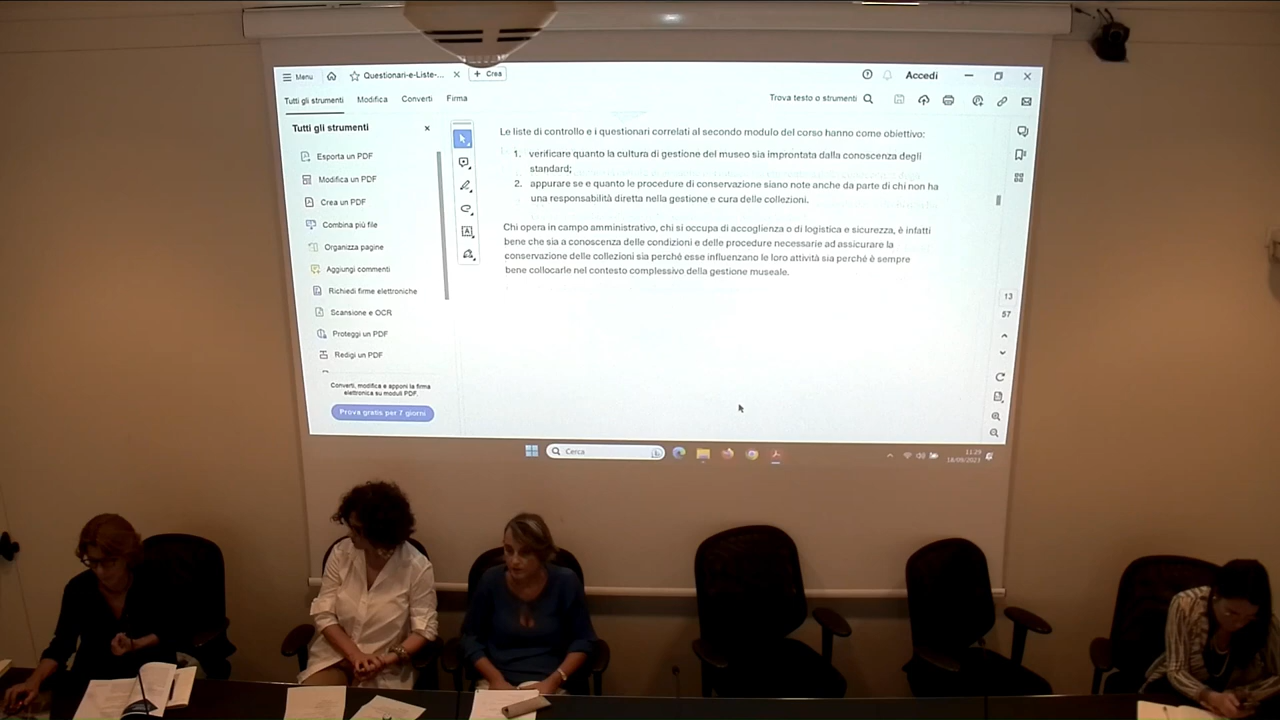 Menu
Questionari-e-Liste-...
+ Crea
Accedi
Tutti gli strumenti
Modifica
Converti
Firma
Trova testo o strumenti
Tutti gli strumenti
Esporta un PDF
Modifica un PDF
Crea un PDF
Combina più file
Organizza pagine
Aggiungi commenti
Richiedi firme elettroniche
Scansione e OCR
Proteggi un PDF
Redigi un PDF
Converti, modifica e apponi la firma
elettronica su moduli PDF.
Prova gratis per 7 giorni
Le liste di controllo e i questionari correlati al secondo modulo del corso hanno come obiettivo:
1. verificare quanto la cultura di gestione del museo sia improntata dalla conoscenza degli
standard;
2. appurare se e quanto le procedure di conservazione siano note anche da parte di chi non ha
una responsabilità diretta nella gestione e cura delle collezioni.
Chi opera in campo amministrativo, chi si occupa di accoglienza o di logistica e sicurezza, è infatti
bene che sia a conoscenza delle condizioni e delle procedure necessarie ad assicurare la
conservazione delle collezioni sia perché esse influenzano le loro attività sia perché è sempre
bene collocarle nel contesto complessivo della gestione museale.
13
57
Cerca
11:29
18/09/2023